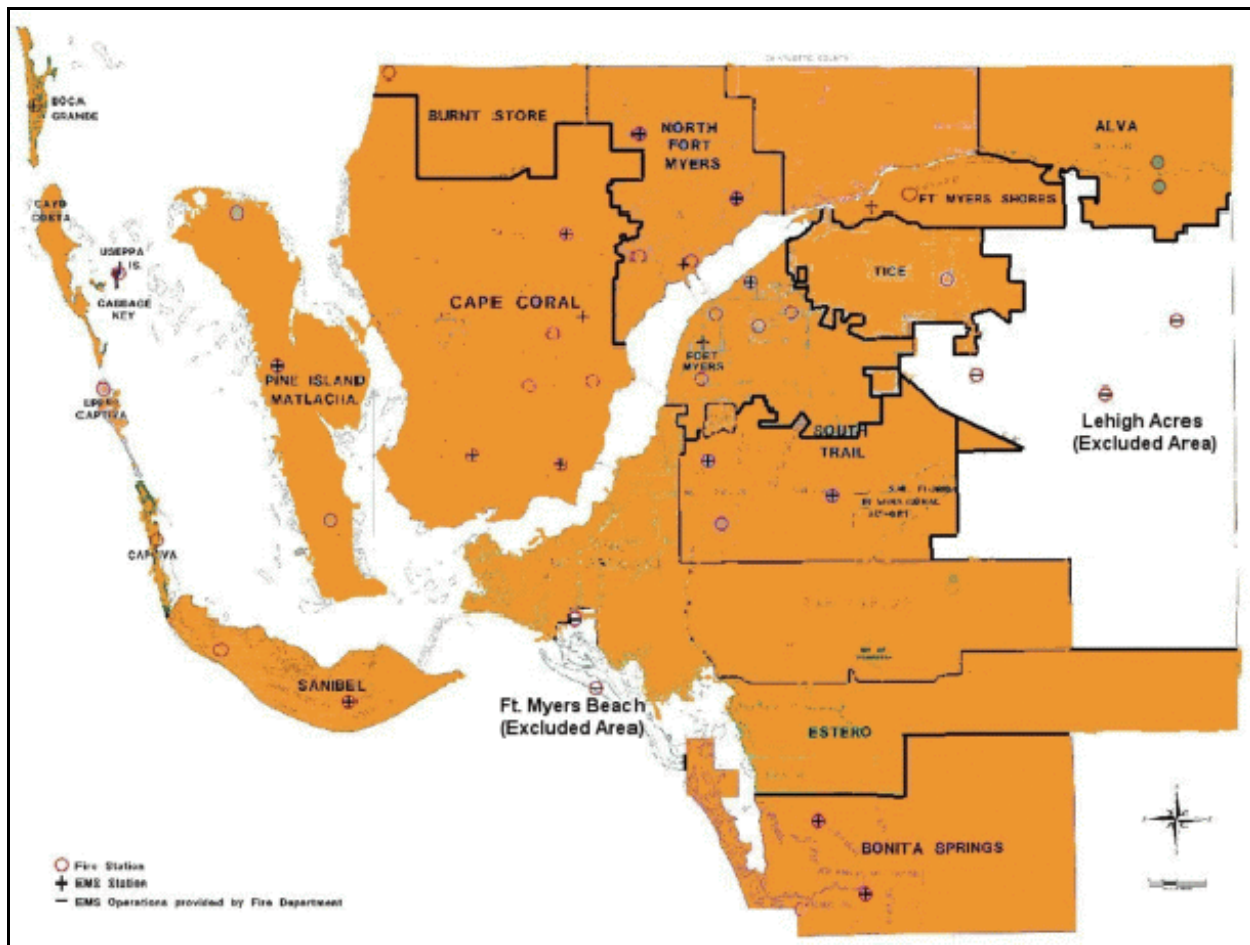 CHARLOTTE COUNTY
BOCA
GRANDE
BURNT STORE
NORTH
FORT
MYERS
ALVA
CAYO
COSTA
FT MYERS SHORES
USEPPA
IS.
CABBAGE
KEY
TICE
CAPE CORAL
FORT
MYERS
PINE ISLAND
MATLACHA
UPPER
CAPTIVA
Lehigh Acres
(Excluded Area)
SOUTH
TRAIL
CAPTIVA
SANIBEL
Ft. Myers Beach
(Excluded Area)
ESTERO
BONITA SPRINGS
Fire Station
EMS Station
EMS Operations provided by Fire Department